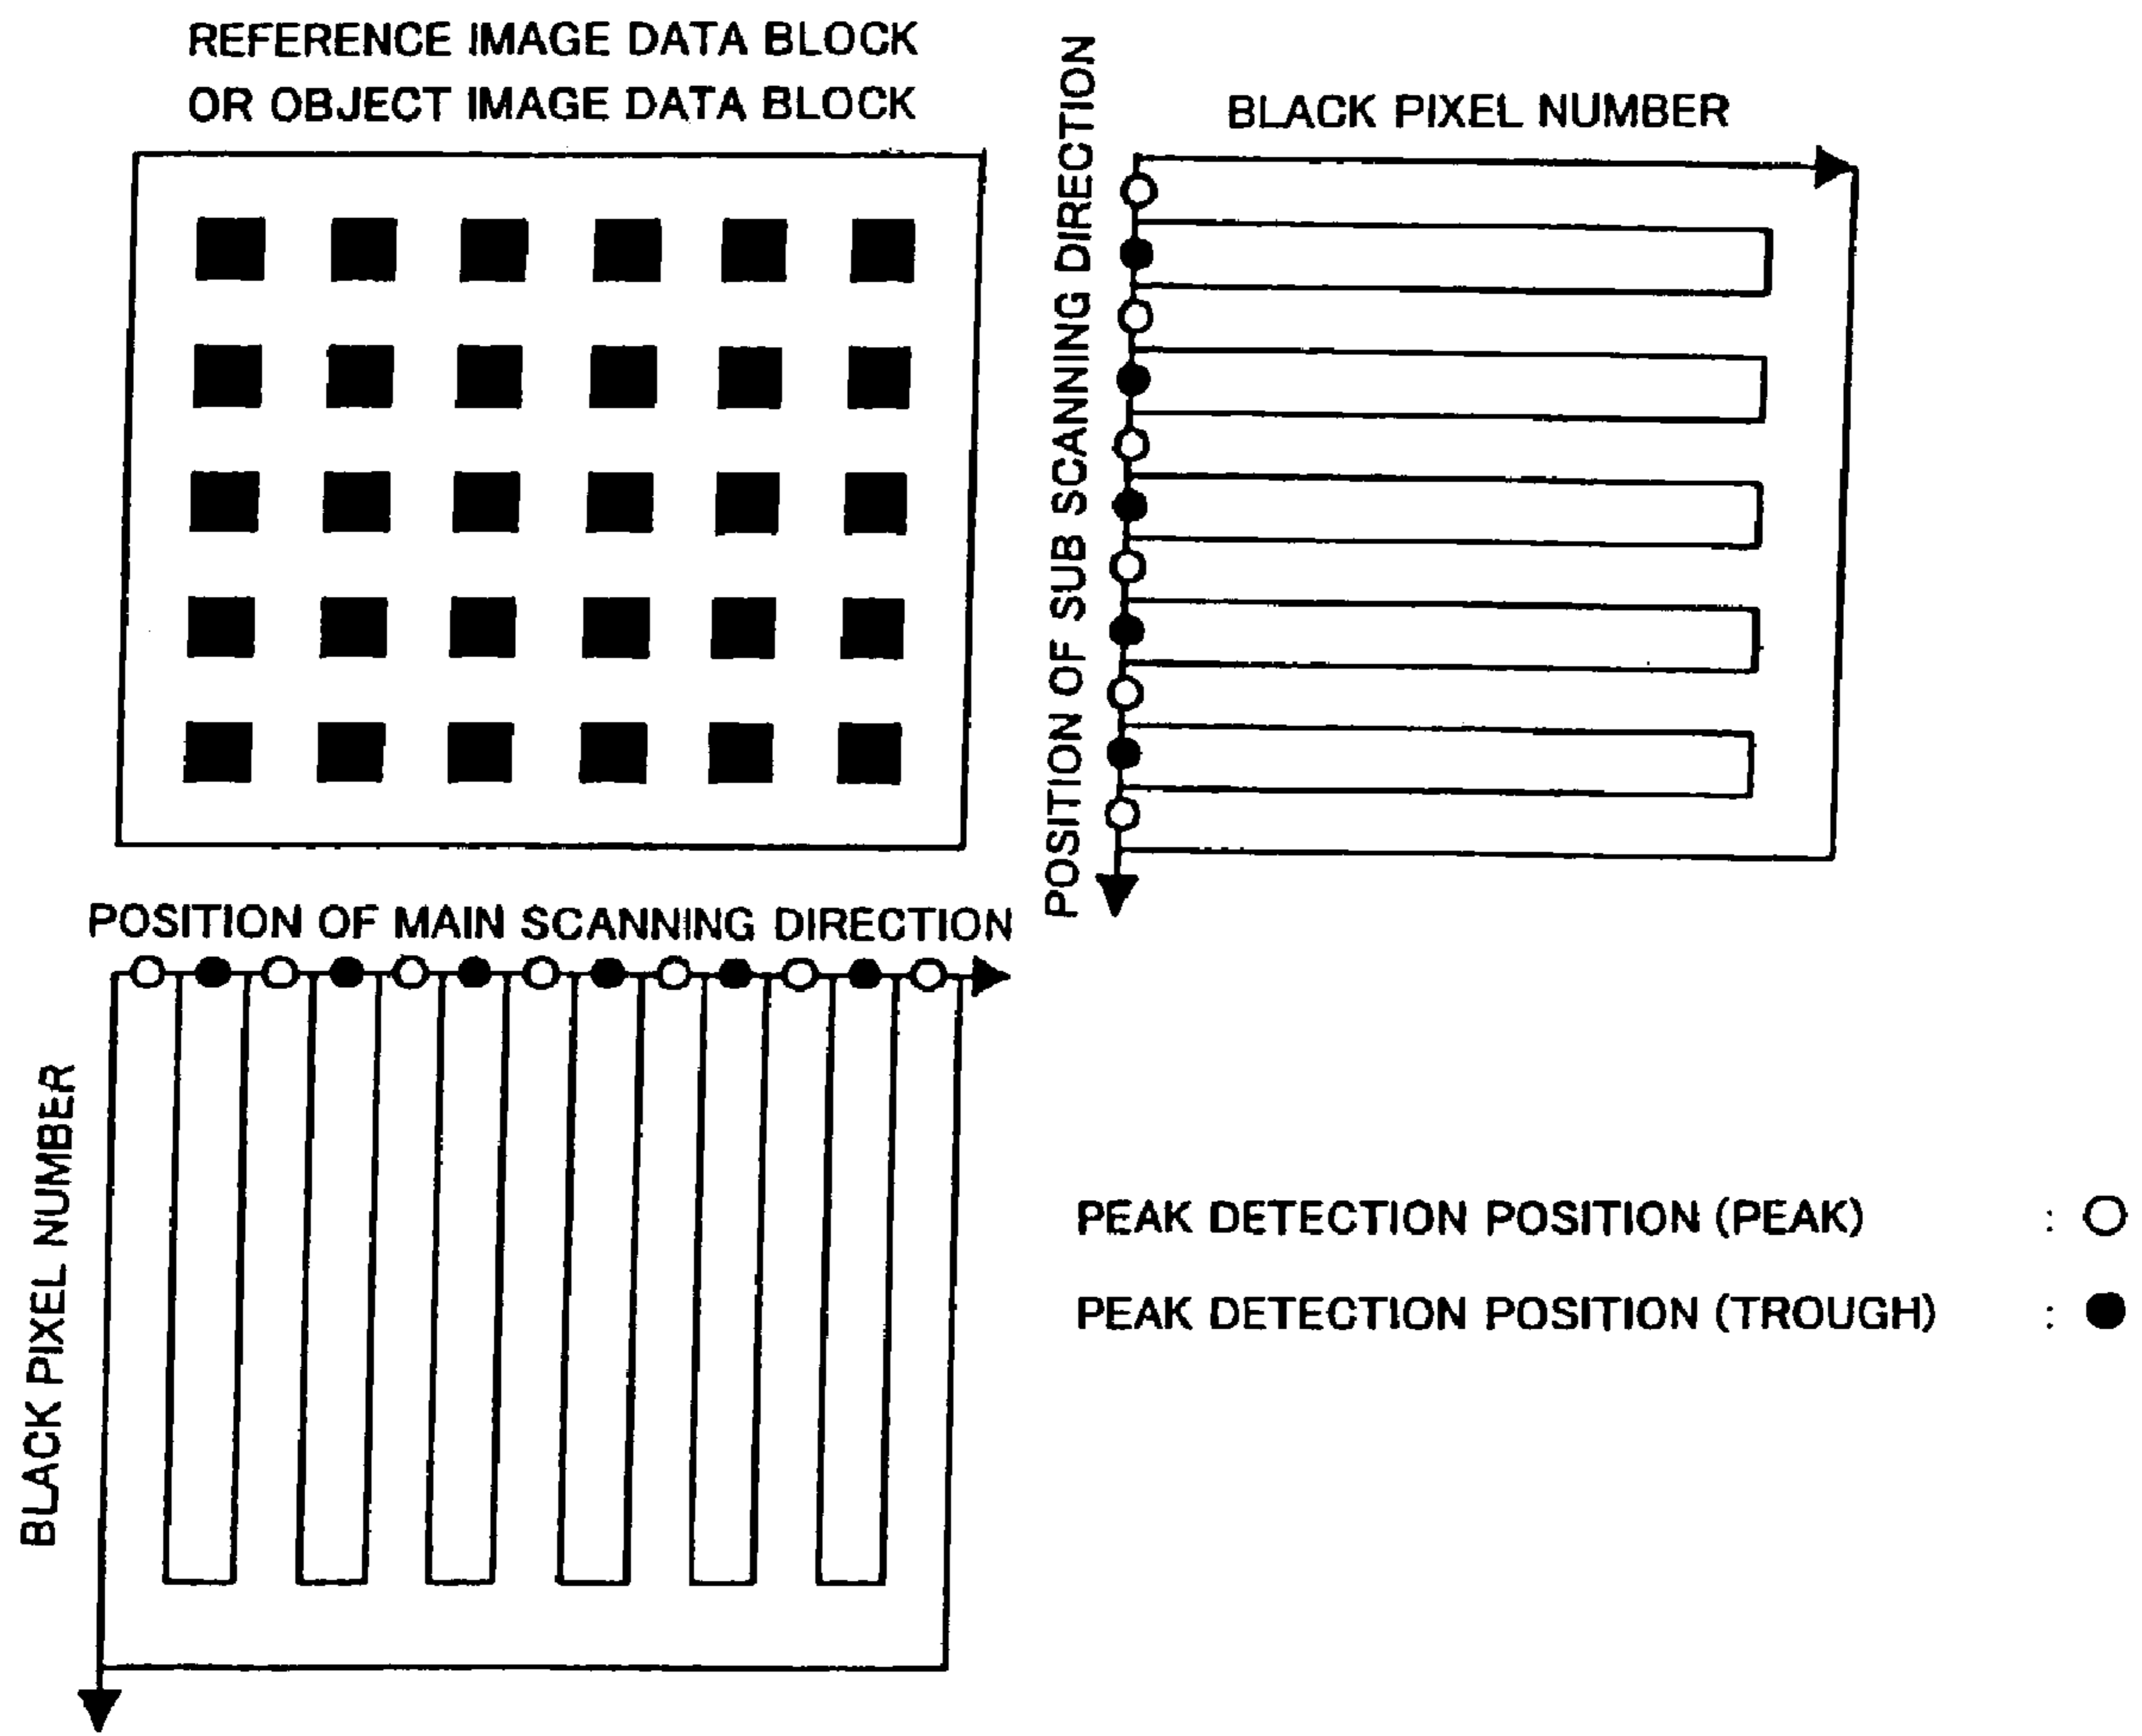 REFERENCE IMAGE DATA BLOCK
OR OBJECT IMAGE DATA BLOCK
BLACK PIXEL NUMBER
POSITION OF SUB SCANNING DIRECTION
POSITION OF MAIN SCANNING DIRECTION
BLACK PIXEL NUMBER
PEAK DETECTION POSITION (PEAK) :
PEAK DETECTION POSITION (TROUGH) :